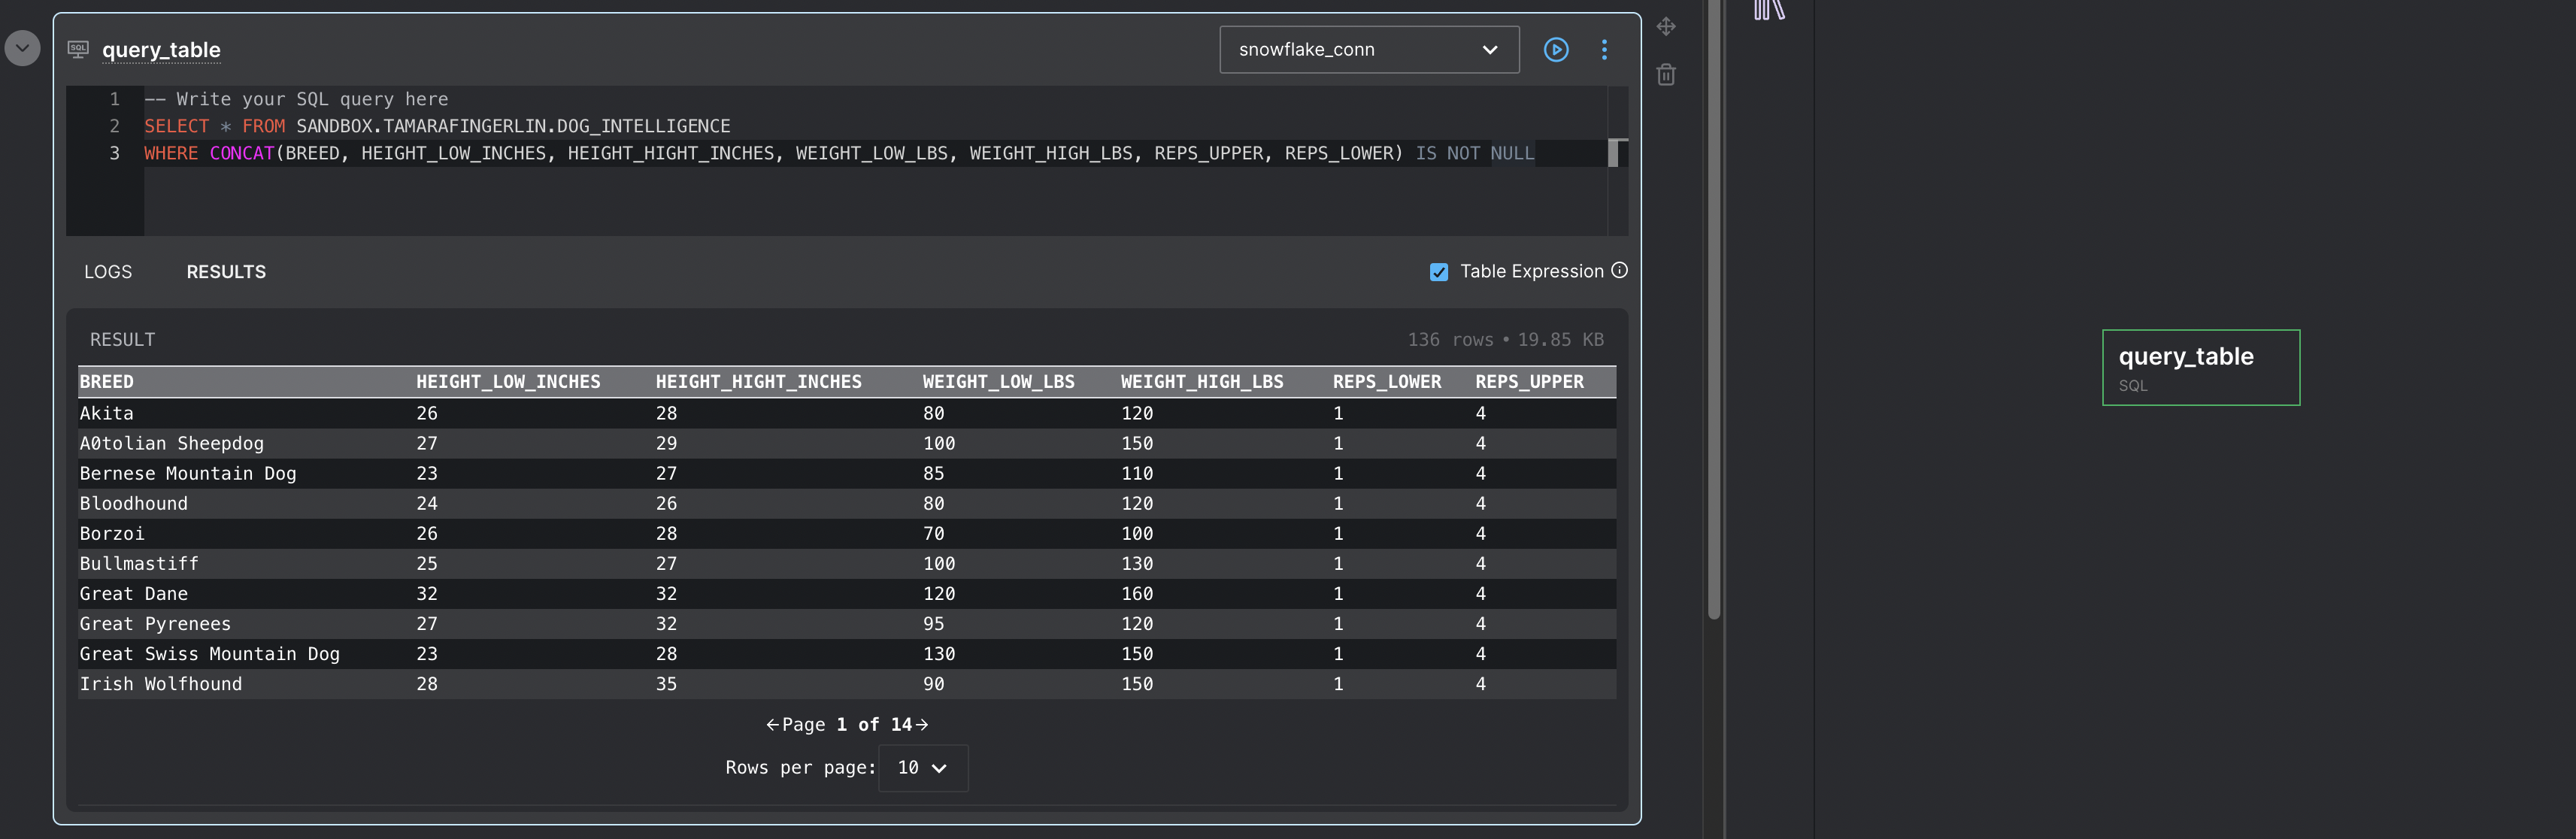 query_table
snowflake_conn
1 -- Write your SQL query here
2 SELECT * FROM SANDBOX.TAMARAFINGERLIN.DOG_INTELLIGENCE
3 WHERE CONCAT(BREED, HEIGHT_LOW_INCHES, HEIGHT_HIGHT_INCHES, WEIGHT_LOW_LBS, WEIGHT_HIGH_LBS, REPS_UPPER, REPS_LOWER) IS NOT NULL
LOGS RESULTS Table Expression
RESULT 136 rows • 19.85 KB
BREED HEIGHT_LOW_INCHES HEIGHT_HIGHT_INCHES WEIGHT_LOW_LBS WEIGHT_HIGH_LBS REPS_LOWER REPS_UPPER
Akita 26 28 80 120 1 4
A0tolian Sheepdog 27 29 100 150 1 4
Bernese Mountain Dog 23 27 85 110 1 4
Bloodhound 24 26 80 120 1 4
Borzoi 26 28 70 100 1 4
Bullmastiff 25 27 100 130 1 4
Great Dane 32 32 120 160 1 4
Great Pyrenees 27 32 95 120 1 4
Great Swiss Mountain Dog 23 28 130 150 1 4
Irish Wolfhound 28 35 90 150 1 4
←Page 1 of 14→
Rows per page: 10
query_table
SQL